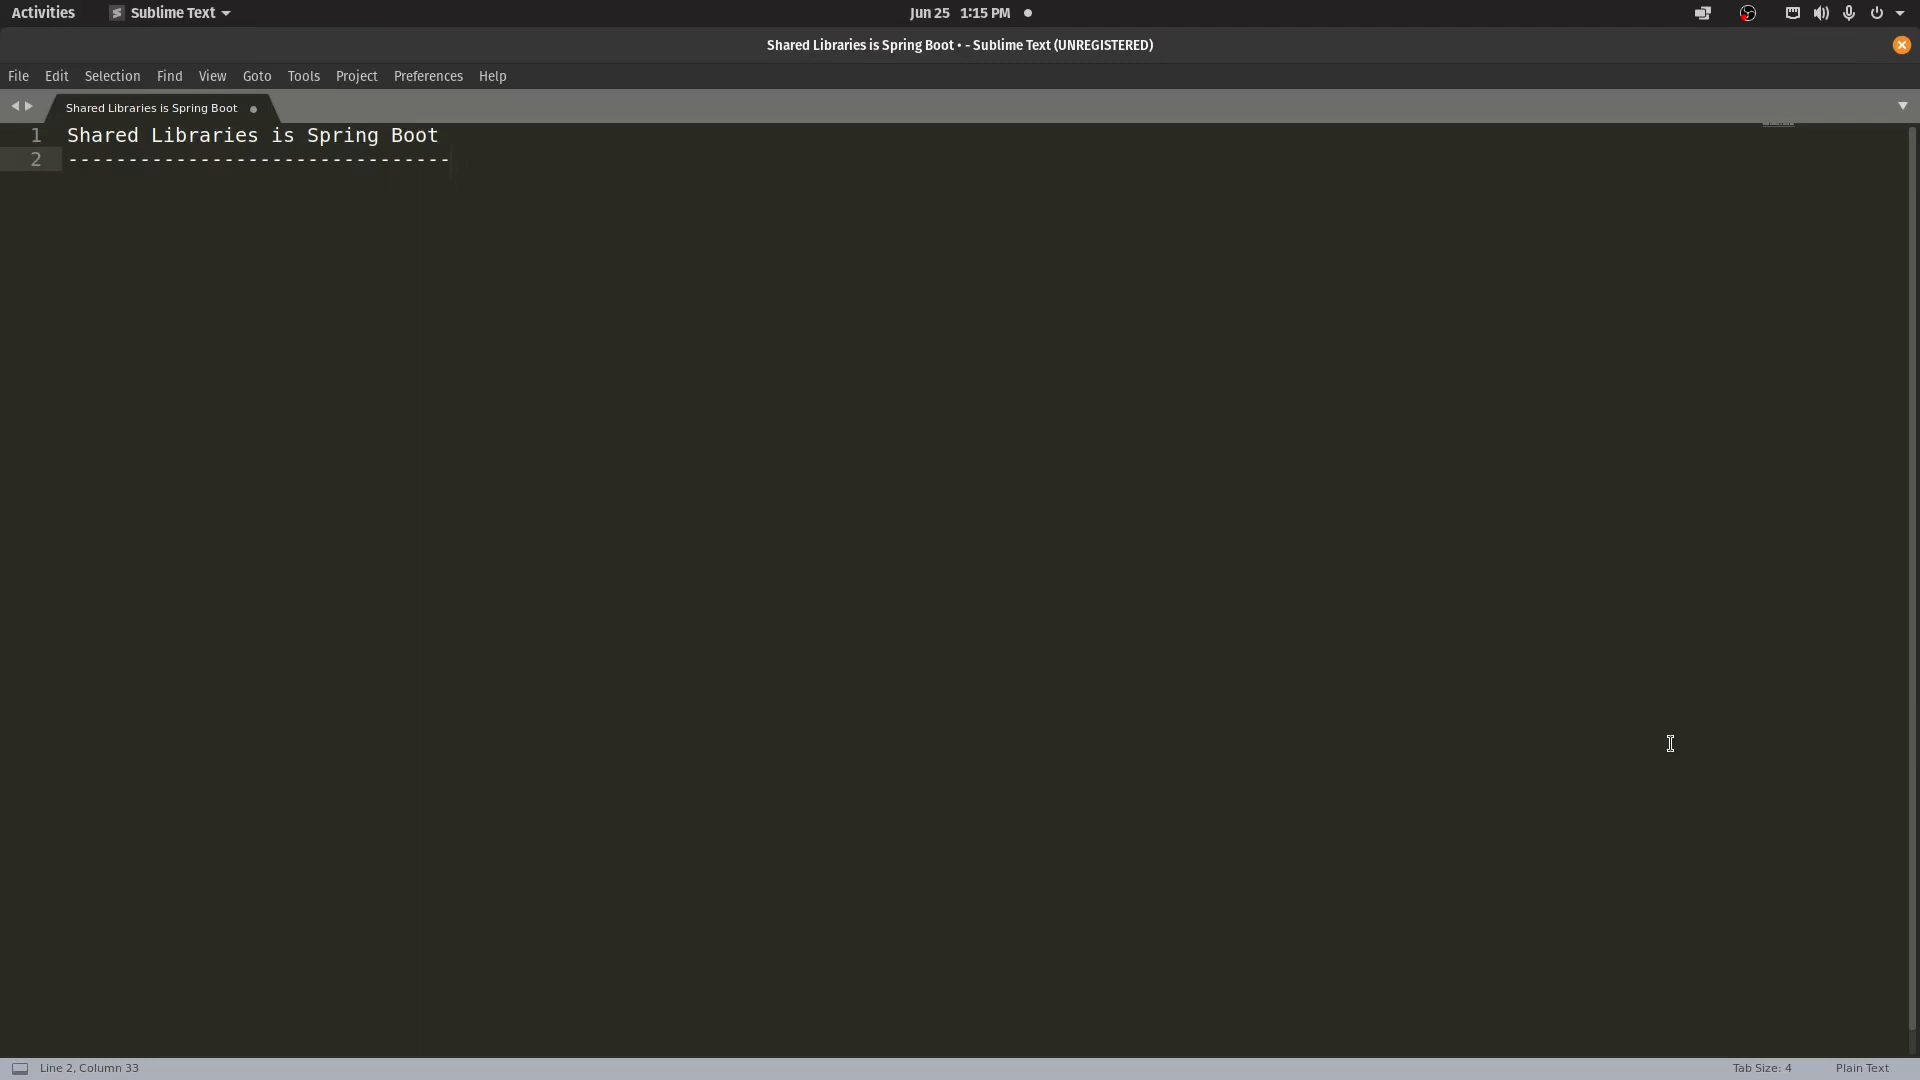 Activities Sublime Text Jun 25 1:15 PM
Shared Libraries is Spring Boot • - Sublime Text (UNREGISTERED)
File Edit Selection Find View Goto Tools Project Preferences Help
Shared Libraries is Spring Boot
1 Shared Libraries is Spring Boot
2 --------------------------------
Line 2, Column 33 Tab Size: 4 Plain Text